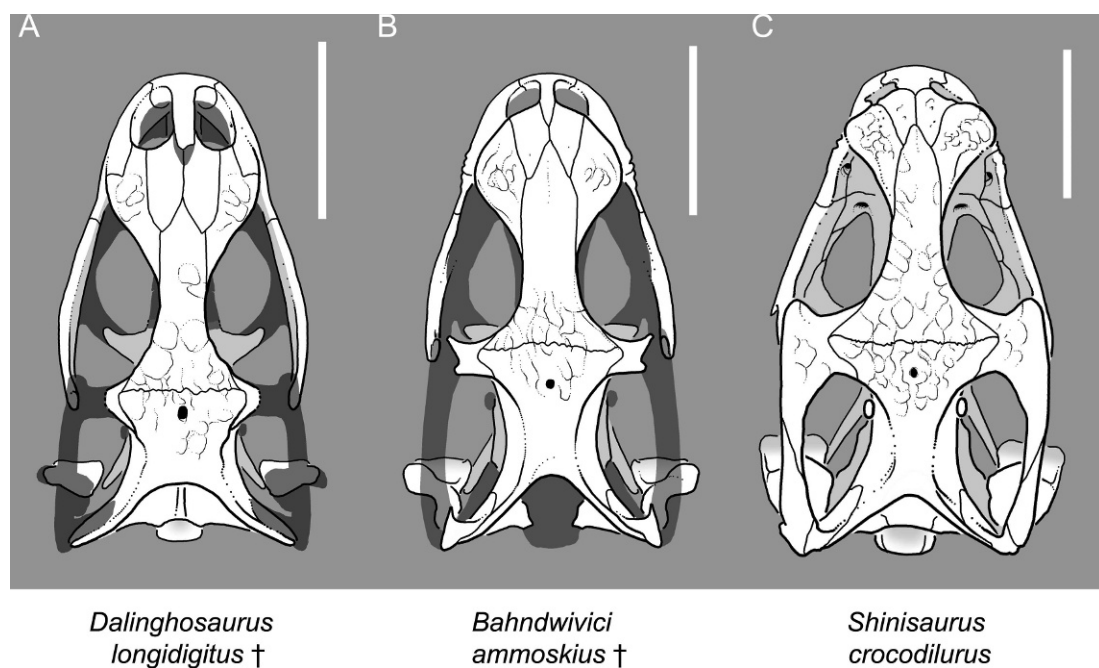 A
B
C
Dalinghosaurus
longidigitus †
Bahndwivici
ammoskius †
Shinisaurus
crocodilurus